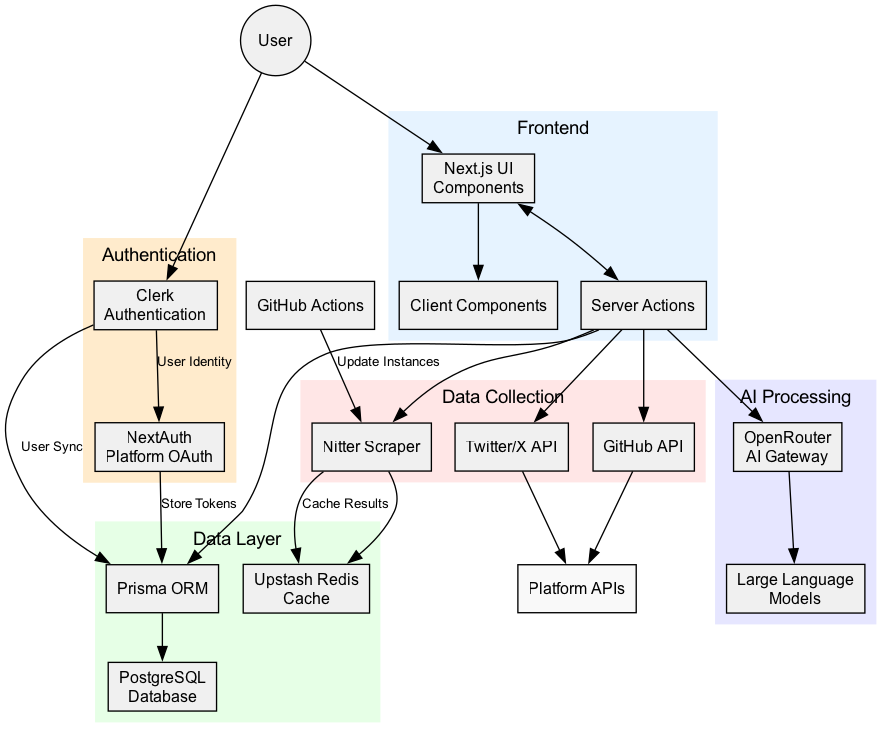 User
Frontend
Next.js UI
Components
Authentication
Clerk
Authentication
GitHub Actions
Client Components
Server Actions
User Identity
Update Instances
Data Collection
AI Processing
NextAuth
Platform OAuth
Nitter Scraper
Twitter/X API
GitHub API
OpenRouter
AI Gateway
User Sync
Store Tokens
Cache Results
Data Layer
Prisma ORM
Upstash Redis
Cache
Platform APIs
Large Language
Models
PostgreSQL
Database